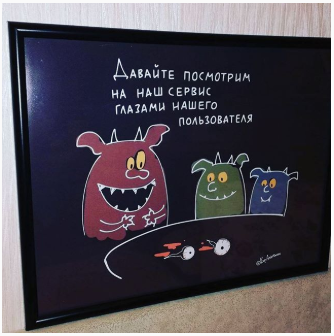 ДАВАЙТЕ ПОСМОТРИМ
НА НАШ СЕРВИС
ГЛАЗАМИ НАШЕГО
ПОЛЬЗОВАТЕЛЯ